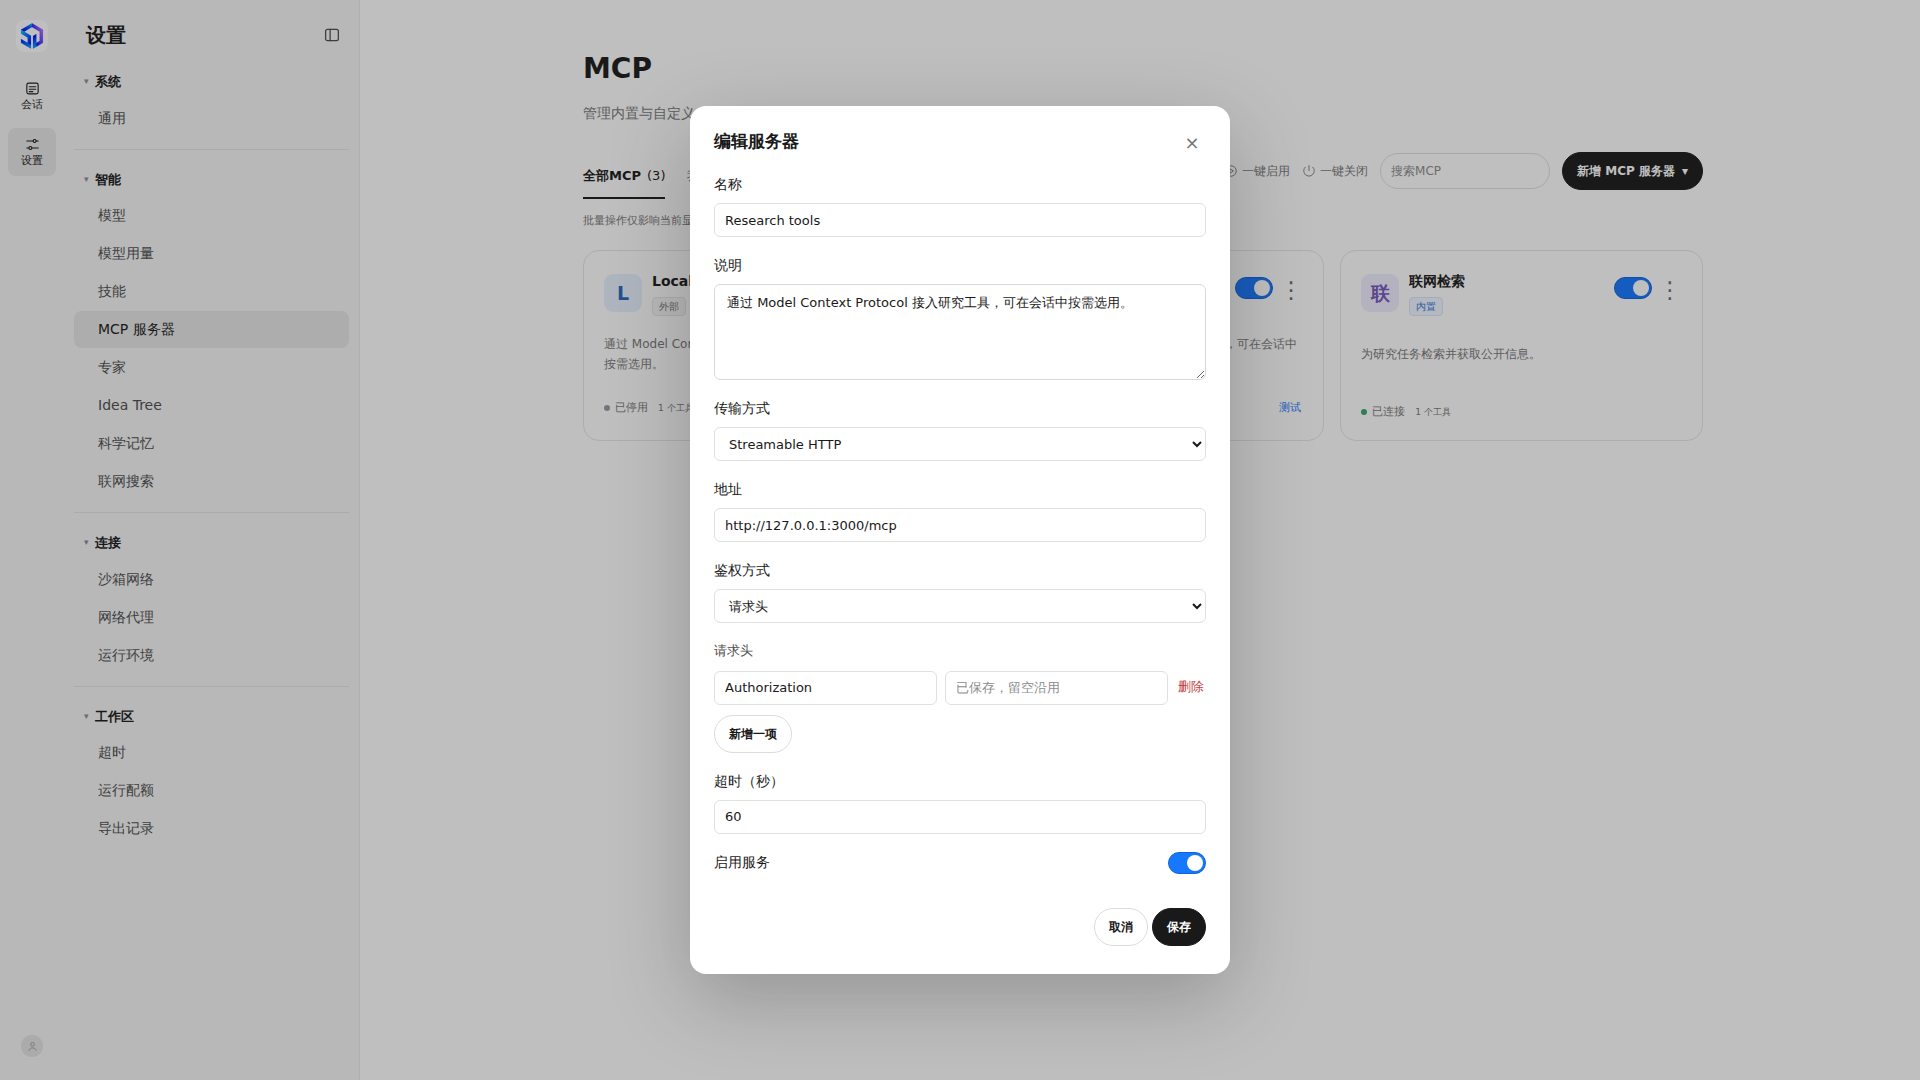 会话
设置
设置
系统
通用
智能
模型
模型用量
技能
MCP 服务器
专家
Idea Tree
科学记忆
联网搜索
连接
沙箱网络
网络代理
运行环境
工作区
超时
运行配额
导出记录
MCP
管理内置与自定义
全部MCP (3)
一键启用
一键关闭
搜索MCP
新增 MCP 服务器 ▾
批量操作仅影响当前显
L
Local
外部
通过 Model Con
按需选用。
已停用 1 个工具
，可在会话中
测试
联
联网检索
内置
为研究任务检索并获取公开信息。
已连接 1 个工具
编辑服务器
名称
Research tools
说明
通过 Model Context Protocol 接入研究工具，可在会话中按需选用。
传输方式
Streamable HTTP
地址
http://127.0.0.1:3000/mcp
鉴权方式
请求头
请求头
Authorization
已保存，留空沿用
删除
新增一项
超时（秒）
60
启用服务
取消
保存